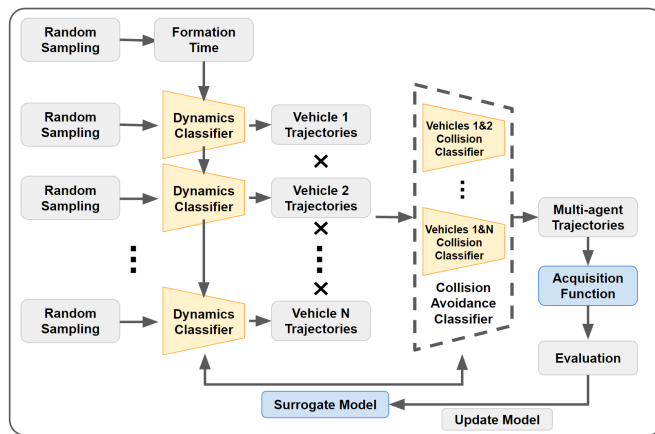 Random
Sampling
Formation
Time
Random
Sampling
Dynamics
Classifier
Vehicle 1
Trajectories
Vehicles 1&2
Collision
Classifier
Random
Sampling
Dynamics
Classifier
Vehicle 2
Trajectories
Vehicles 1&N
Collision
Classifier
Multi-agent
Trajectories
Collision
Avoidance
Classifier
Acquisition
Function
Random
Sampling
Dynamics
Classifier
Vehicle N
Trajectories
Evaluation
Surrogate Model
Update Model